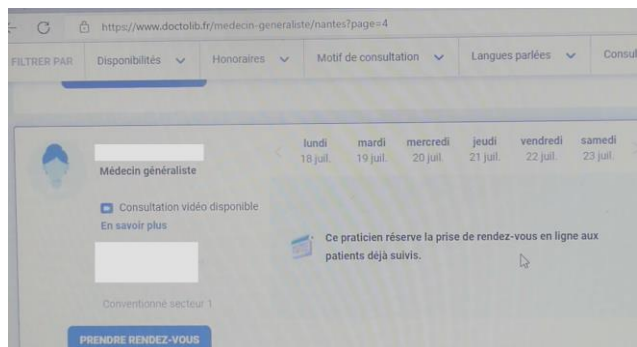 https://www.doctolib.fr/medecin-generaliste/nantes?page=4
FILTRER PAR Disponibilités Honoraires Motif de consultation Langues parlées Consul
lundi mardi mercredi jeudi vendredi samedi
18 juil. 19 juil. 20 juil. 21 juil. 22 juil. 23 juil.
Médecin généraliste
Consultation vidéo disponible
En savoir plus
Ce praticien réserve la prise de rendez-vous en ligne aux
patients déjà suivis.
Conventionné secteur 1
PRENDRE RENDEZ-VOUS